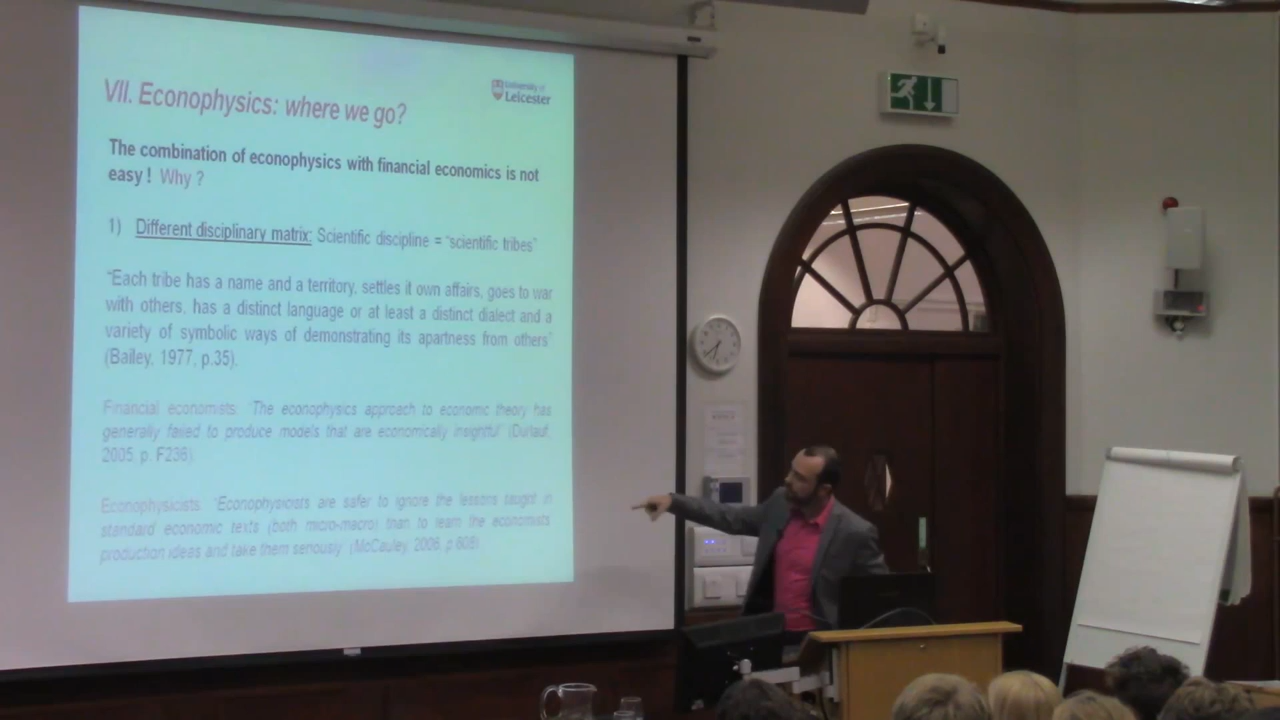 VII. Econophysics: where we go?
University of
Leicester
The combination of econophysics with financial economics is not
easy! Why ?
1) Different disciplinary matrix: Scientific discipline = "scientific tribes"
"Each tribe has a name and a territory, settles it own affairs, goes to war
with others, has a distinct language or at least a distinct dialect and a
variety of symbolic ways of demonstrating its apartness from others"
(Bailey, 1977, p.35).
Financial economists: "The econophysics approach to economic theory has
generally failed to produce models that are economically insightful" (Durlauf,
2005, p. F236).
Econophysicists: "Econophysicists are safer to ignore the lessons taught in
standard economic texts (both micro-macro) than to learn the economists'
production ideas and take them seriously" (McCauley, 2006, p.608)